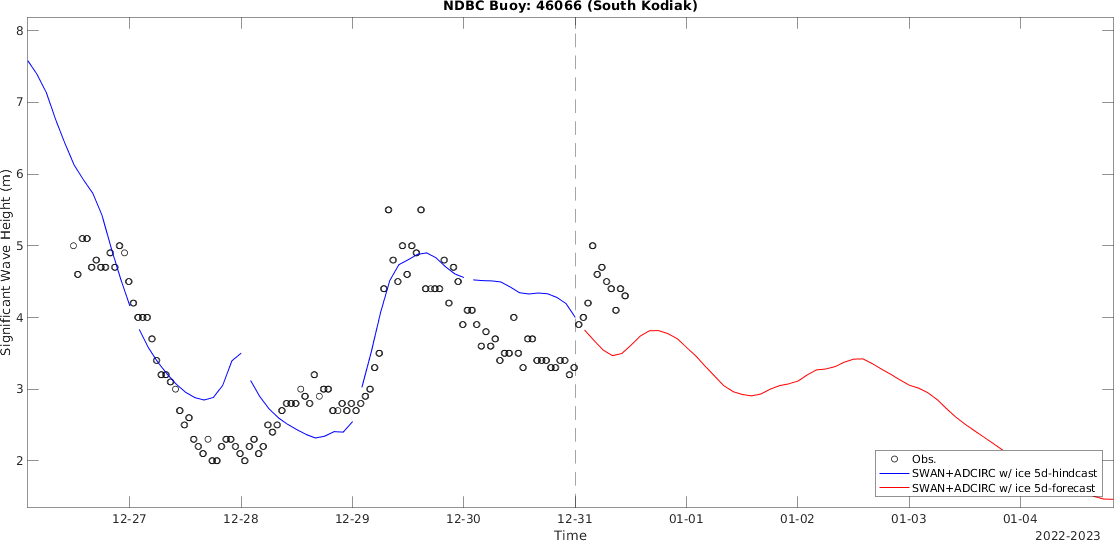 NDBC Buoy: 46066 (South Kodiak)
8
7
6
5
4
3
2
Significant Wave Height (m)
Obs.
SWAN+ADCIRC w/ ice 5d-hindcast
SWAN+ADCIRC w/ ice 5d-forecast
12-27 12-28 12-29 12-30 12-31 01-01 01-02 01-03 01-04
Time
2022-2023